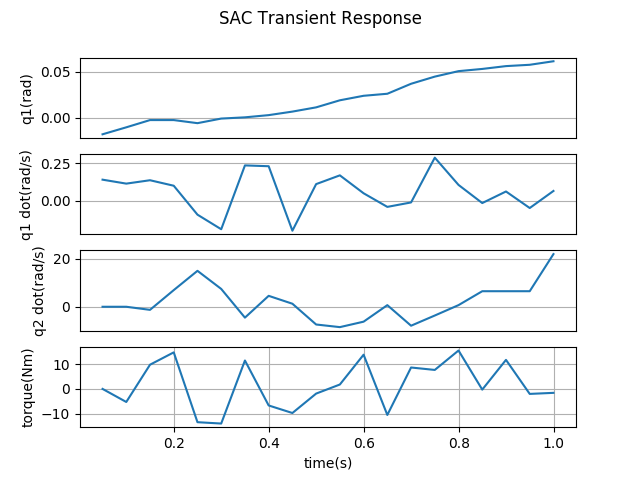 SAC Transient Response
q1(rad)
0.05
0.00
q1 dot(rad/s)
0.25
0.00
q2 dot(rad/s)
20
0
torque(Nm)
10
0
−10
0.2 0.4 0.6 0.8 1.0
time(s)